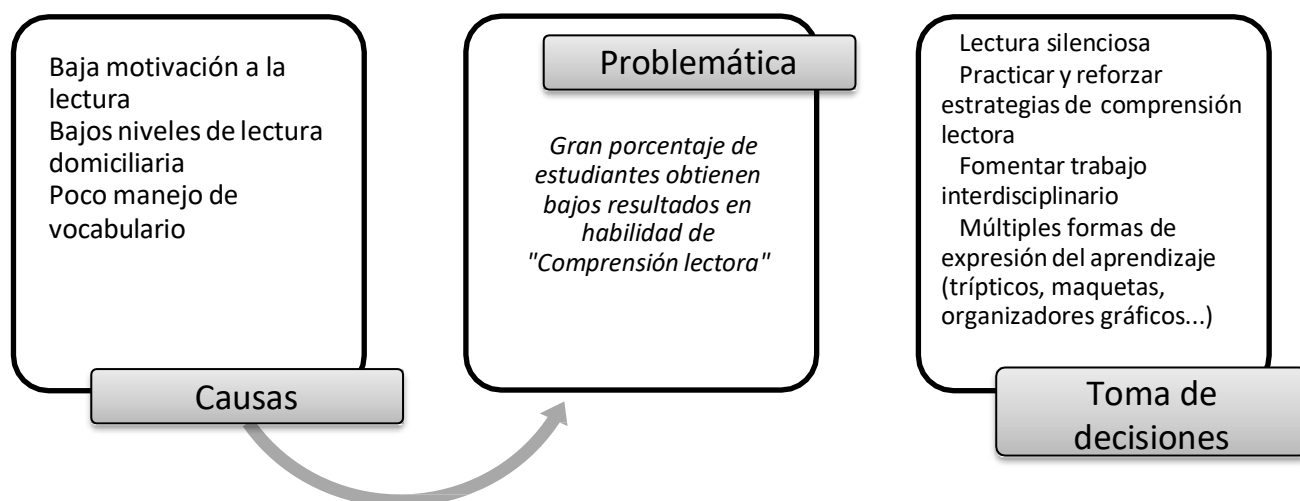 Baja motivación a la
lectura
Bajos niveles de lectura
domiciliaria
Poco manejo de
vocabulario
Causas
Problemática
Gran porcentaje de
estudiantes obtienen
bajos resultados en
habilidad de
"Comprensión lectora"
Lectura silenciosa
Practicar y reforzar
estrategias de comprensión
lectora
Fomentar trabajo
interdisciplinario
Múltiples formas de
expresión del aprendizaje
(trípticos, maquetas,
organizadores gráficos...)
Toma de
decisiones